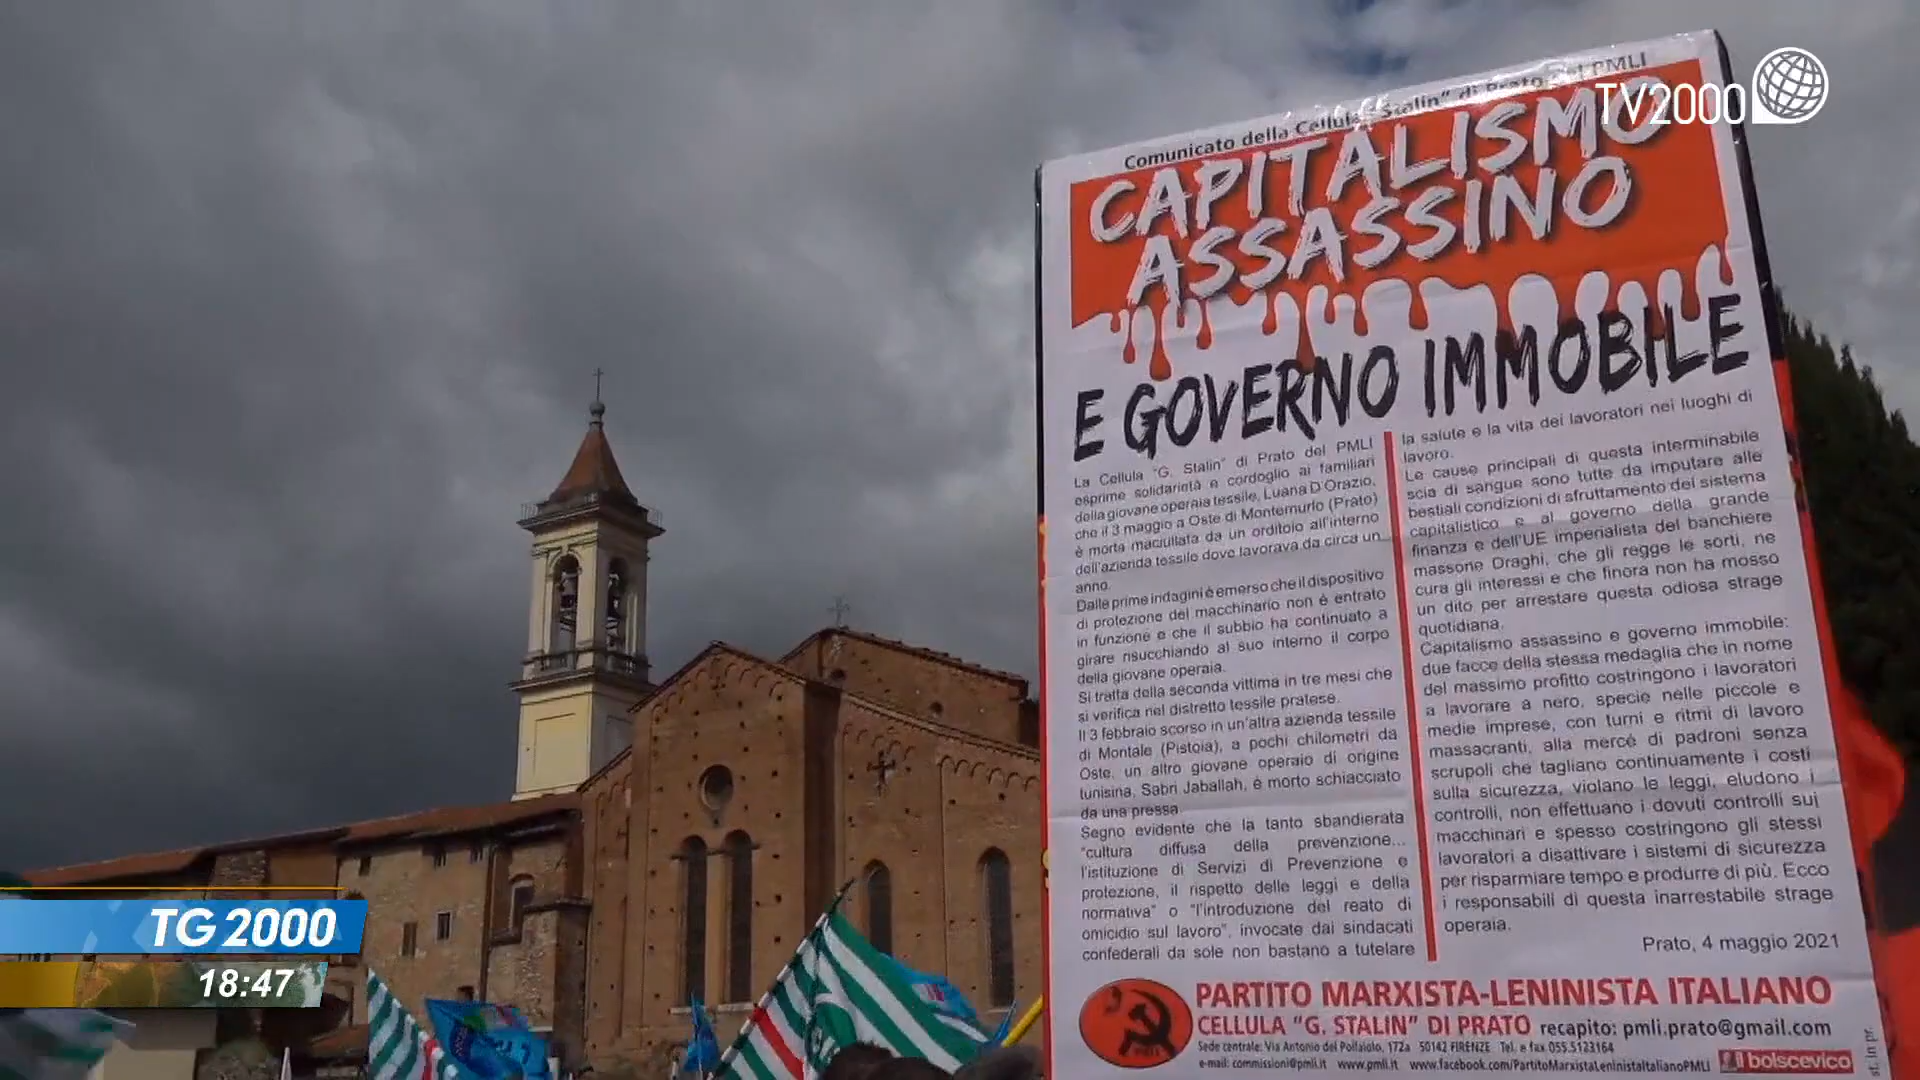 TV2000
Comunicato della Cellula "Stalin" di Prato del PMLI
CAPITALISMO
ASSASSINO
E GOVERNO IMMOBILE
La Cellula "G. Stalin" di Prato del PMLI
esprime solidarietà e cordoglio ai familiari
della giovane operaia tessile, Luana D'Orazio,
che il 3 maggio a Oste di Montemurlo (Prato)
è morta maciullata da un orditoio all'interno
dell'azienda tessile dove lavorava da circa un
anno.
Dalle prime indagini è emerso che il dispositivo
di protezione del macchinario non è entrato
in funzione e che il subbio ha continuato a
girare risucchiando al suo interno il corpo
della giovane operaia.
Si tratta della seconda vittima in tre mesi che
si verifica nel distretto tessile pratese.
Il 3 febbraio scorso in un'altra azienda tessile
di Montale (Pistoia), a pochi chilometri da
Oste, un altro giovane operaio di origine
tunisina, Sabri Jaballah, è morto schiacciato
da una pressa.
Segno evidente che la tanto sbandierata
"cultura diffusa della prevenzione...
l'istituzione di Servizi di Prevenzione e
protezione, il rispetto delle leggi e della
normativa" o "l'introduzione del reato di
omicidio sul lavoro", invocate dai sindacati
confederali da sole non bastano a tutelare
la salute e la vita dei lavoratori nei luoghi di
lavoro.
Le cause principali di questa interminabile
scia di sangue sono tutte da imputare alle
bestiali condizioni di sfruttamento del sistema
capitalistico e al governo della grande
finanza e dell'UE imperialista del banchiere
massone Draghi, che gli regge le sorti, ne
cura gli interessi e che finora non ha mosso
un dito per arrestare questa odiosa strage
quotidiana.
Capitalismo assassino e governo immobile:
due facce della stessa medaglia che in nome
del massimo profitto costringono i lavoratori
a lavorare a nero, specie nelle piccole e
medie imprese, con turni e ritmi di lavoro
massacranti, alla mercé di padroni senza
scrupoli che tagliano continuamente i costi
sulla sicurezza, violano le leggi, eludono i
controlli, non effettuano i dovuti controlli sui
macchinari e spesso costringono gli stessi
lavoratori a disattivare i sistemi di sicurezza
per risparmiare tempo e produrre di più. Ecco
i responsabili di questa inarrestabile strage
operaia.
Prato, 4 maggio 2021
PARTITO MARXISTA-LENINISTA ITALIANO
CELLULA "G. STALIN" DI PRATO recapito: pmli.prato@gmail.com
Sede centrale: Via Antonio del Pollaiolo, 172a 50142 FIRENZE Tel. e fax 055.5123164
e-mail: commissioni@pmli.it www.pmli.it www.facebook.com/PartitoMarxistaLeninistaItalianoPMLI
il bolscevico
st. in pr.
TG 2000
18:47